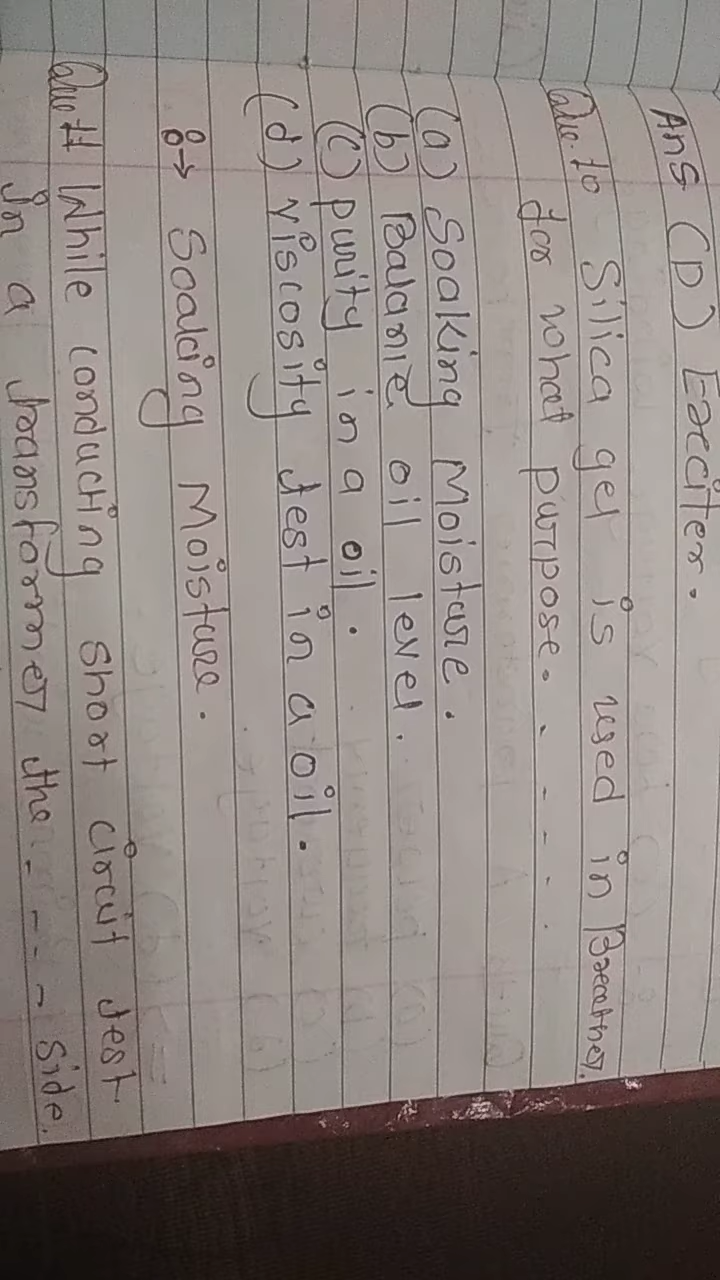 Ans (D) Exciter.
Que. 10 Silica gel is used in Breather.
for what purpose. - - - .
(a) Soaking Moisture.
(b) Balanie oil level.
(c) purity in a oil.
(d) viscosity test in a oil.
:→ Soaking Moisture.
Que. 11 While conducting short circuit test
in a transformer the - - - - side.